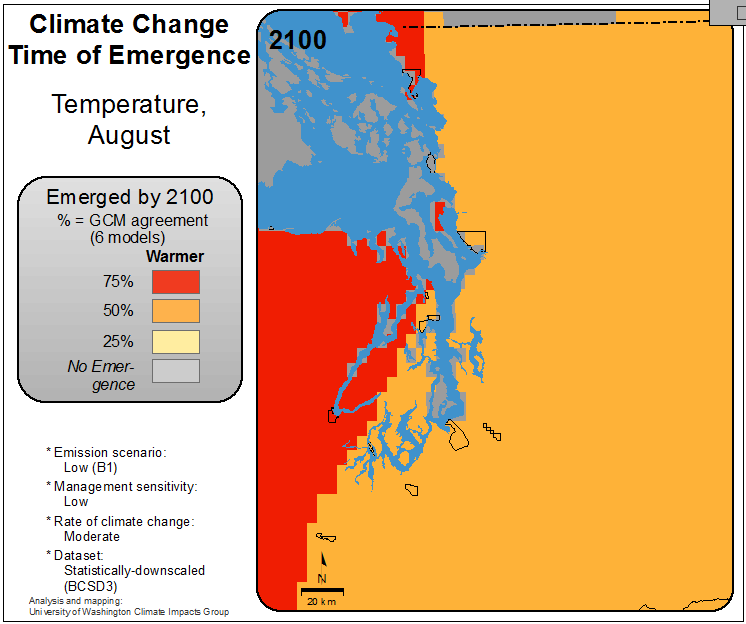 Climate Change
Time of Emergence
Temperature,
August
Emerged by 2100
% = GCM agreement
(6 models)
Warmer
75%
50%
25%
No Emer-
gence
* Emission scenario:
Low (B1)
* Management sensitivity:
Low
* Rate of climate change:
Moderate
* Dataset:
Statistically-downscaled
(BCSD3)
Analysis and mapping:
University of Washington Climate Impacts Group
2100
N
20 km